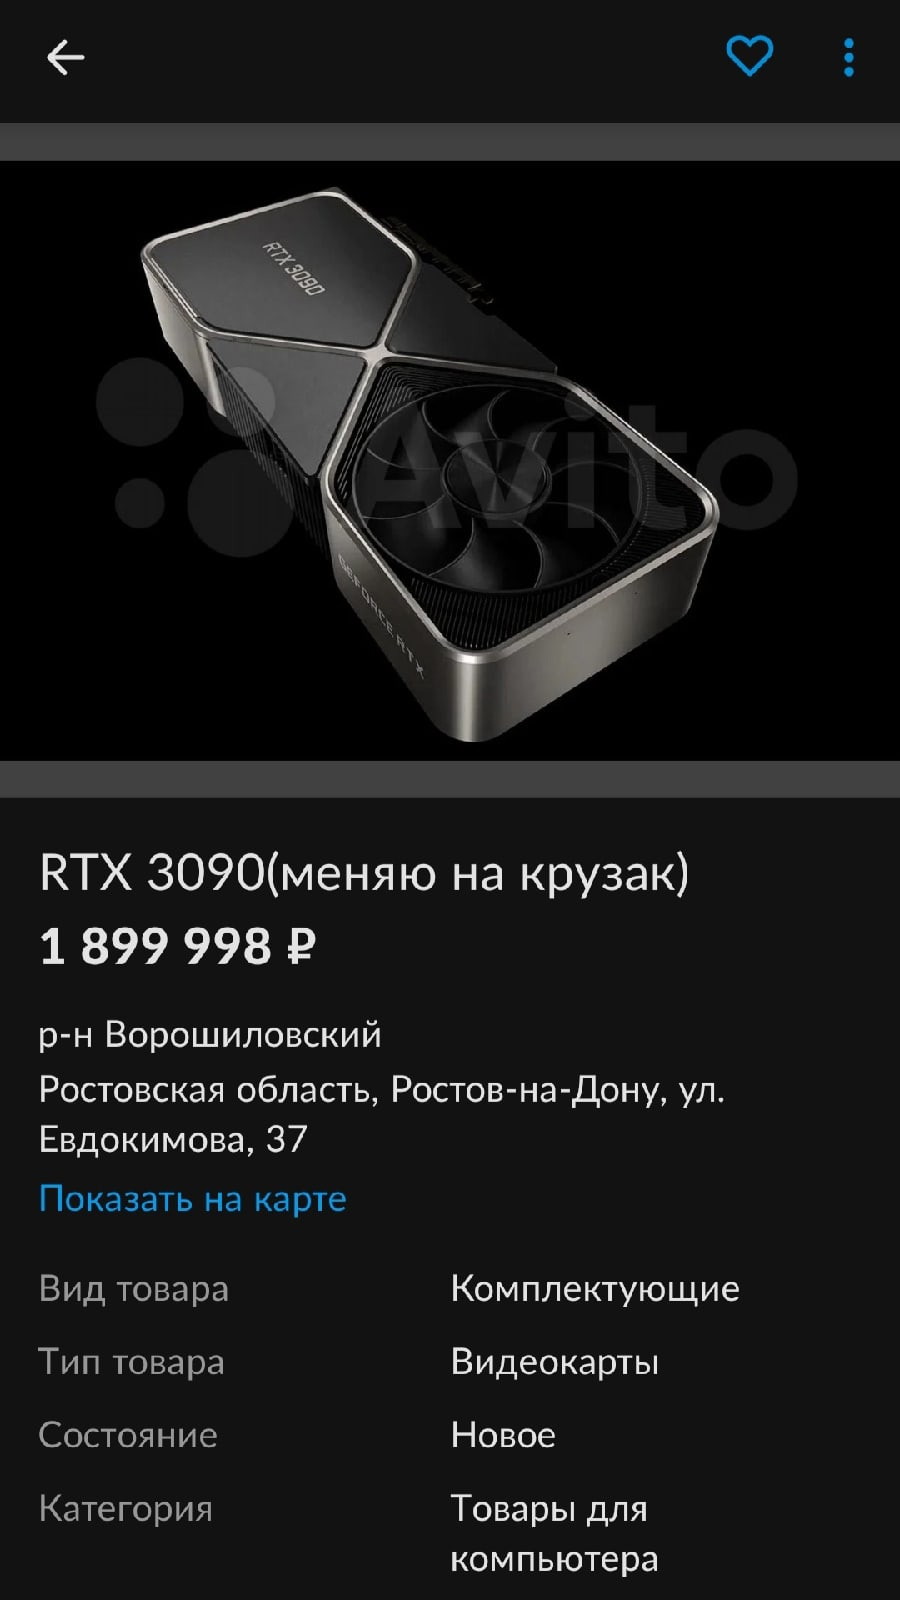 RTX 3090
GEFORCE RTX
Avito
RTX 3090(меняю на крузак)
1 899 998 ₽
р-н Ворошиловский
Ростовская область, Ростов-на-Дону, ул.
Евдокимова, 37
Показать на карте
Вид товара Комплектующие
Тип товара Видеокарты
Состояние Новое
Категория Товары для
компьютера